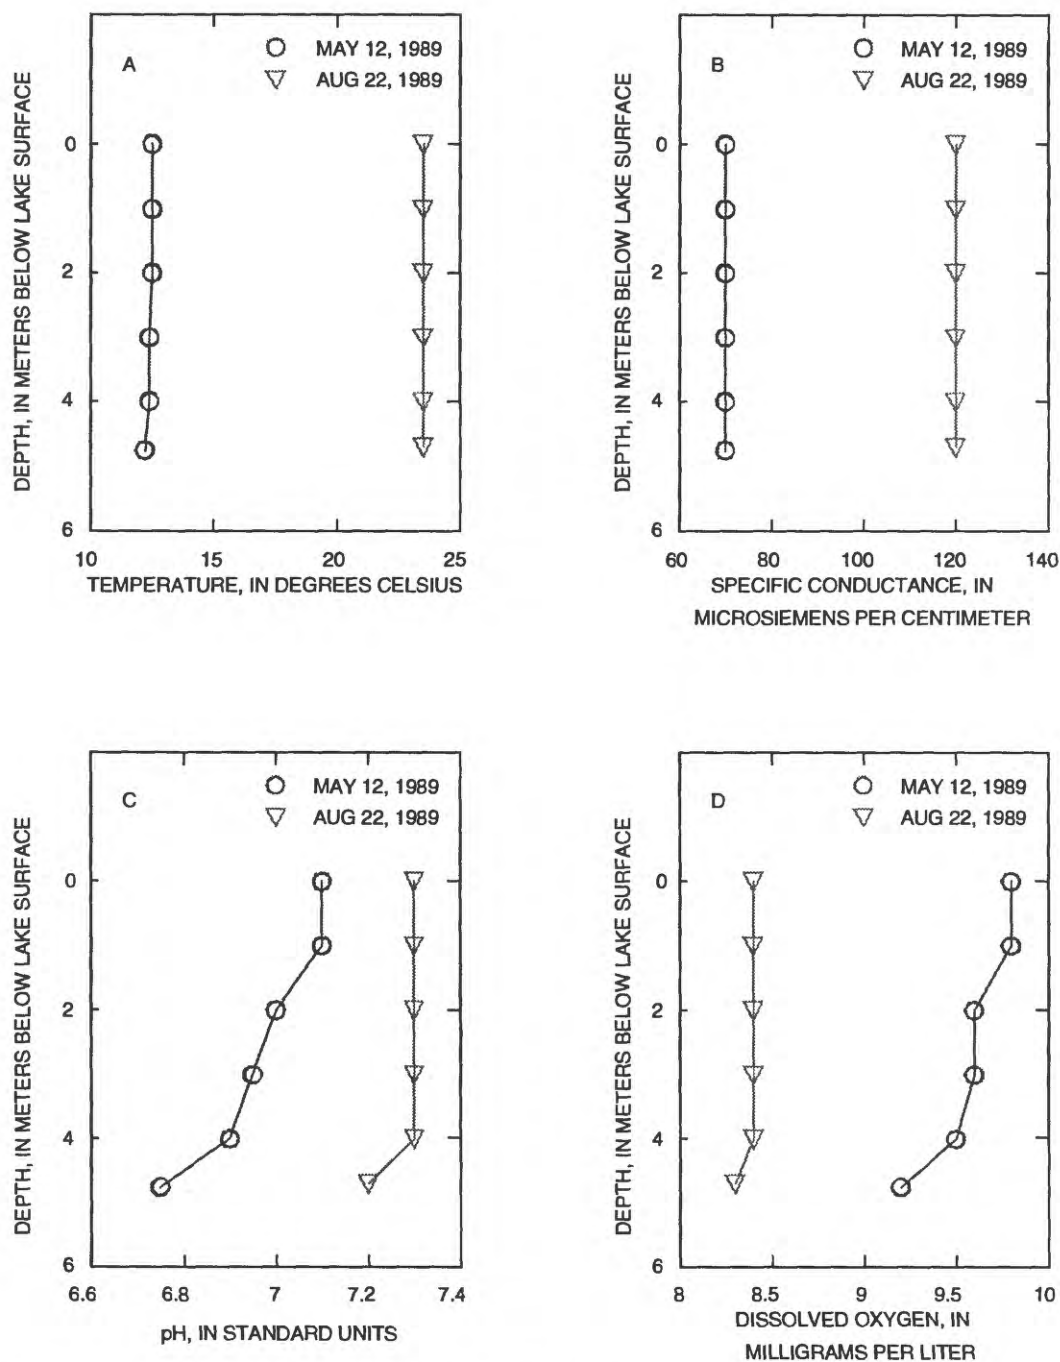 A
MAY 12, 1989
AUG 22, 1989
DEPTH, IN METERS BELOW LAKE SURFACE
0
2
4
6
10 15 20 25
TEMPERATURE, IN DEGREES CELSIUS
B
MAY 12, 1989
AUG 22, 1989
DEPTH, IN METERS BELOW LAKE SURFACE
0
2
4
6
60 80 100 120 140
SPECIFIC CONDUCTANCE, IN
MICROSIEMENS PER CENTIMETER
C
MAY 12, 1989
AUG 22, 1989
DEPTH, IN METERS BELOW LAKE SURFACE
0
2
4
6
6.6 6.8 7 7.2 7.4
pH, IN STANDARD UNITS
D
MAY 12, 1989
AUG 22, 1989
DEPTH, IN METERS BELOW LAKE SURFACE
0
2
4
6
8 8.5 9 9.5 10
DISSOLVED OXYGEN, IN
MILLIGRAMS PER LITER